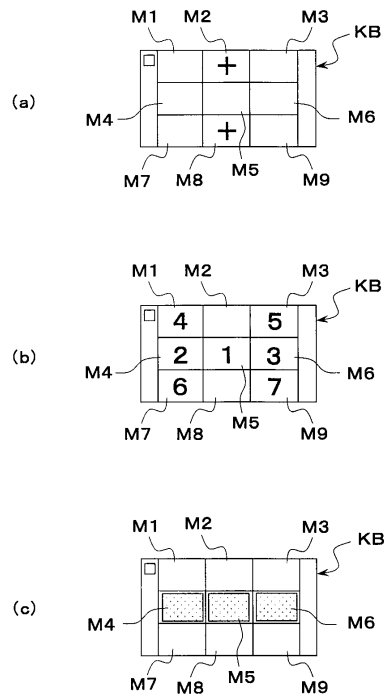 M1 M2 M3 KB
+
(a)
M4 M6
+
M7 M8 M5 M9
M1 M2 M3 KB
4 5
(b) 2 1 3
M4 M6
6 7
M7 M8 M5 M9
M1 M2 M3 KB
(c)
M4 M6
M7 M8 M5 M9